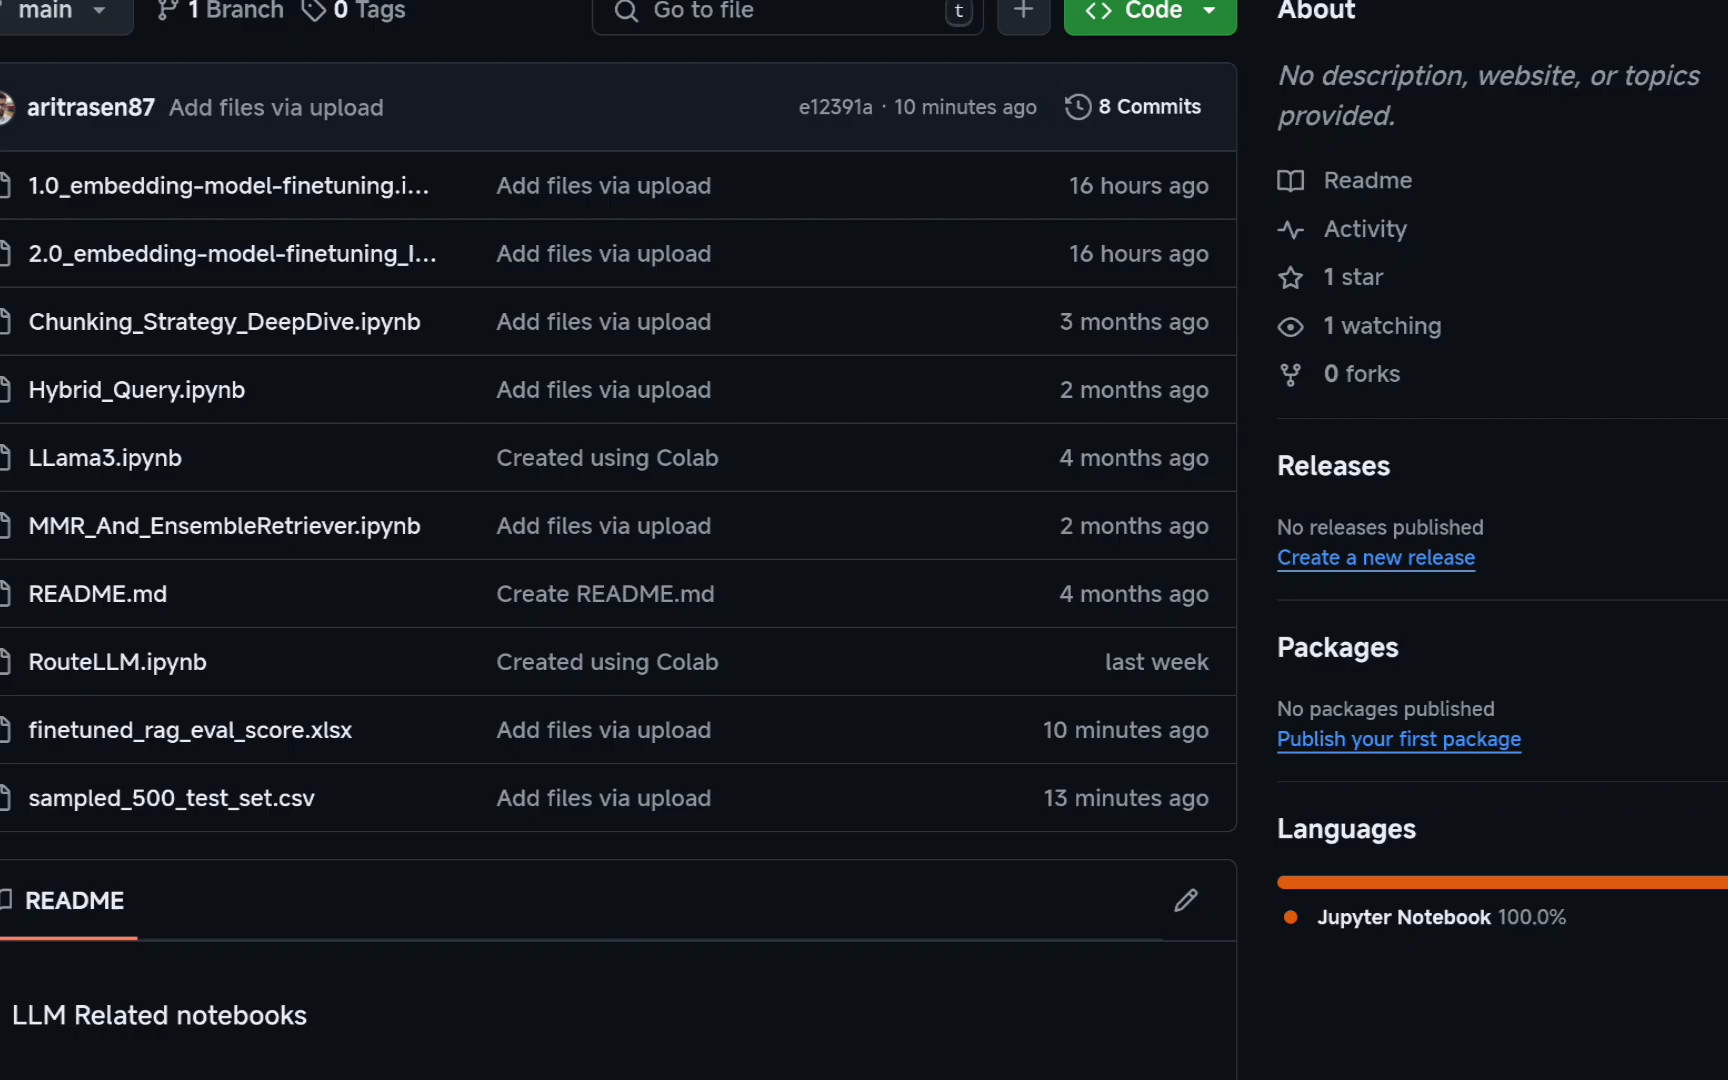 main 1 Branch 0 Tags Go to file t Code
aritrasen87 Add files via upload e12391a · 10 minutes ago 8 Commits
1.0_embedding-model-finetuning.i... Add files via upload 16 hours ago
2.0_embedding-model-finetuning_I... Add files via upload 16 hours ago
Chunking_Strategy_DeepDive.ipynb Add files via upload 3 months ago
Hybrid_Query.ipynb Add files via upload 2 months ago
LLama3.ipynb Created using Colab 4 months ago
MMR_And_EnsembleRetriever.ipynb Add files via upload 2 months ago
README.md Create README.md 4 months ago
RouteLLM.ipynb Created using Colab last week
finetuned_rag_eval_score.xlsx Add files via upload 10 minutes ago
sampled_500_test_set.csv Add files via upload 13 minutes ago
README
LLM Related notebooks
About
No description, website, or topics
provided.
Readme
Activity
1 star
1 watching
0 forks
Releases
No releases published
Create a new release
Packages
No packages published
Publish your first package
Languages
Jupyter Notebook 100.0%